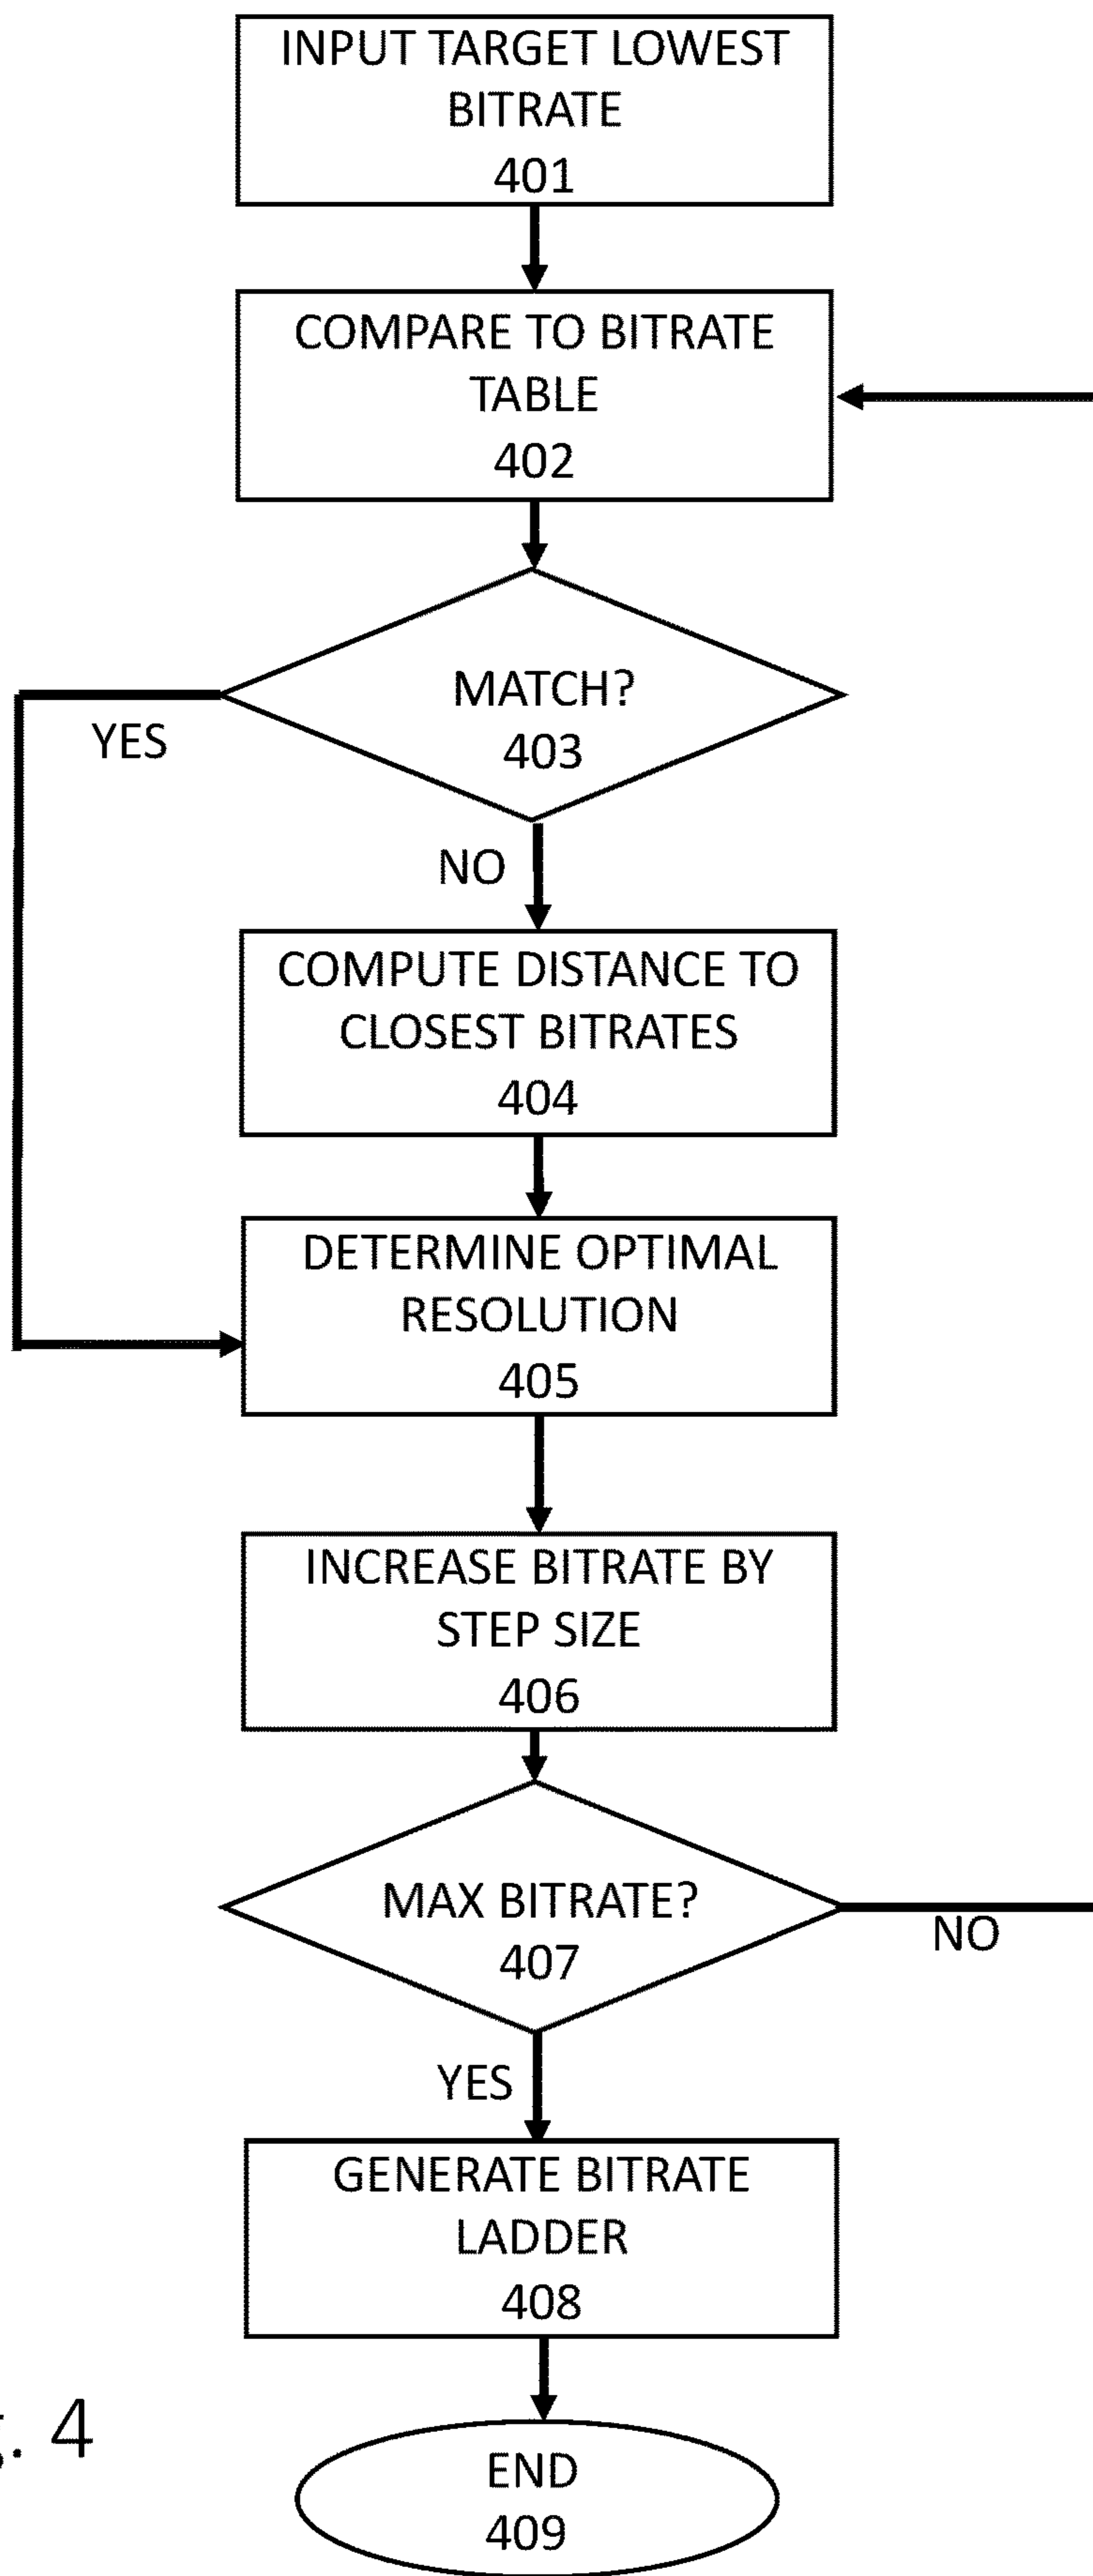 INPUT TARGET LOWEST
BITRATE
401
COMPARE TO BITRATE
TABLE
402
MATCH?
403
YES
NO
COMPUTE DISTANCE TO
CLOSEST BITRATES
404
DETERMINE OPTIMAL
RESOLUTION
405
INCREASE BITRATE BY
STEP SIZE
406
MAX BITRATE?
407
NO
YES
GENERATE BITRATE
LADDER
408
. 4
END
409